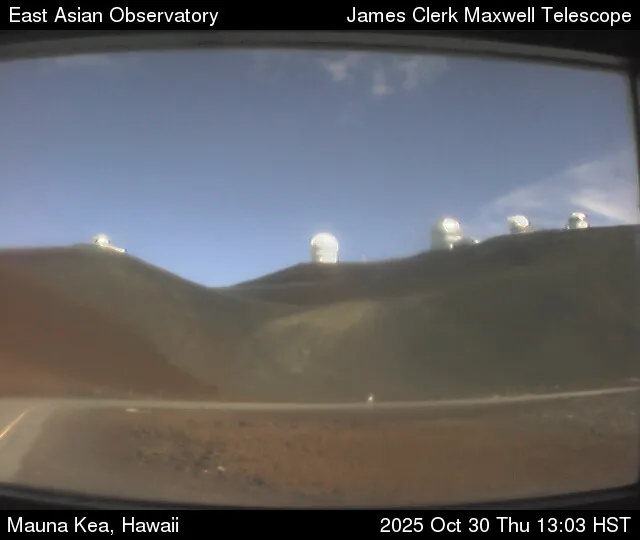 East Asian Observatory
James Clerk Maxwell Telescope
Mauna Kea, Hawaii
2025 Oct 30 Thu 13:03 HST